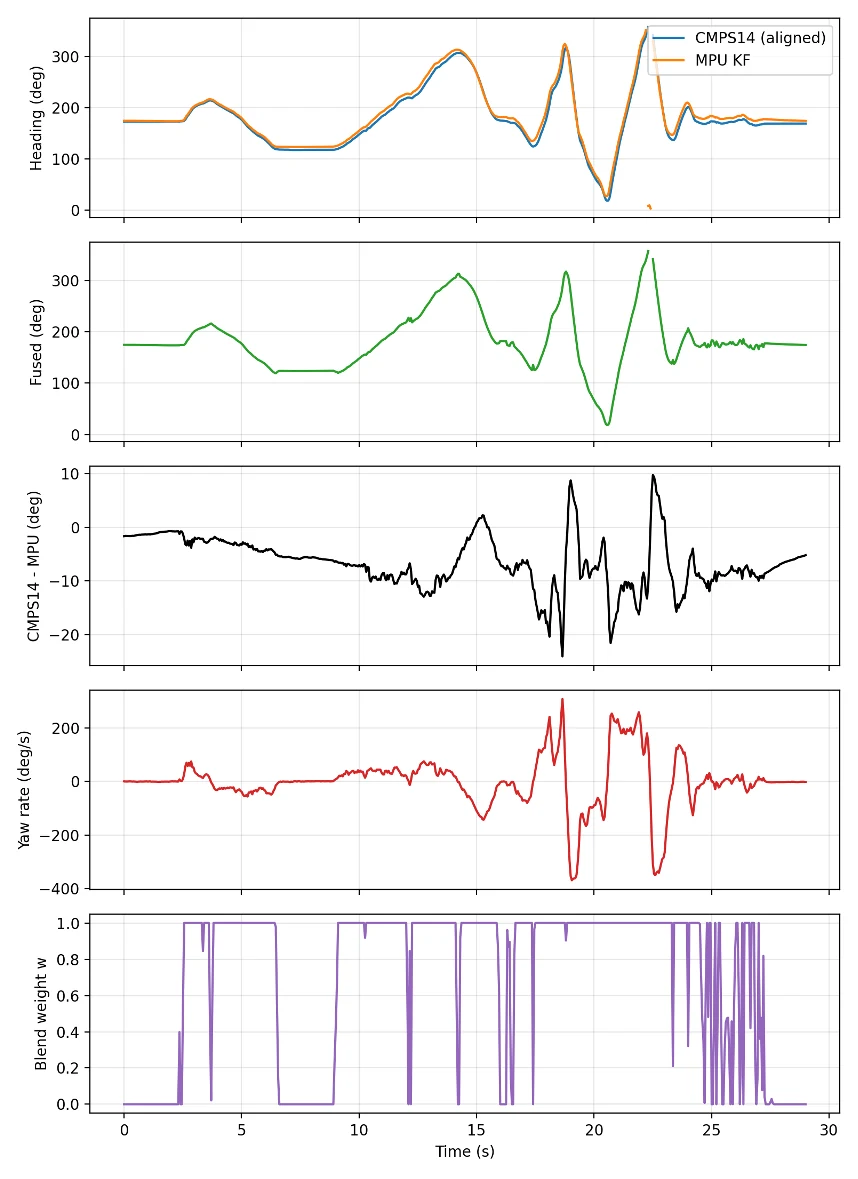 CMPS14 (aligned)
MPU KF
Heading (deg)
300
200
100
0
Fused (deg)
300
200
100
0
CMPS14 - MPU (deg)
10
0
−10
−20
Yaw rate (deg/s)
200
0
−200
−400
Blend weight w
1.0
0.8
0.6
0.4
0.2
0.0
0 5 10 15 20 25 30
Time (s)